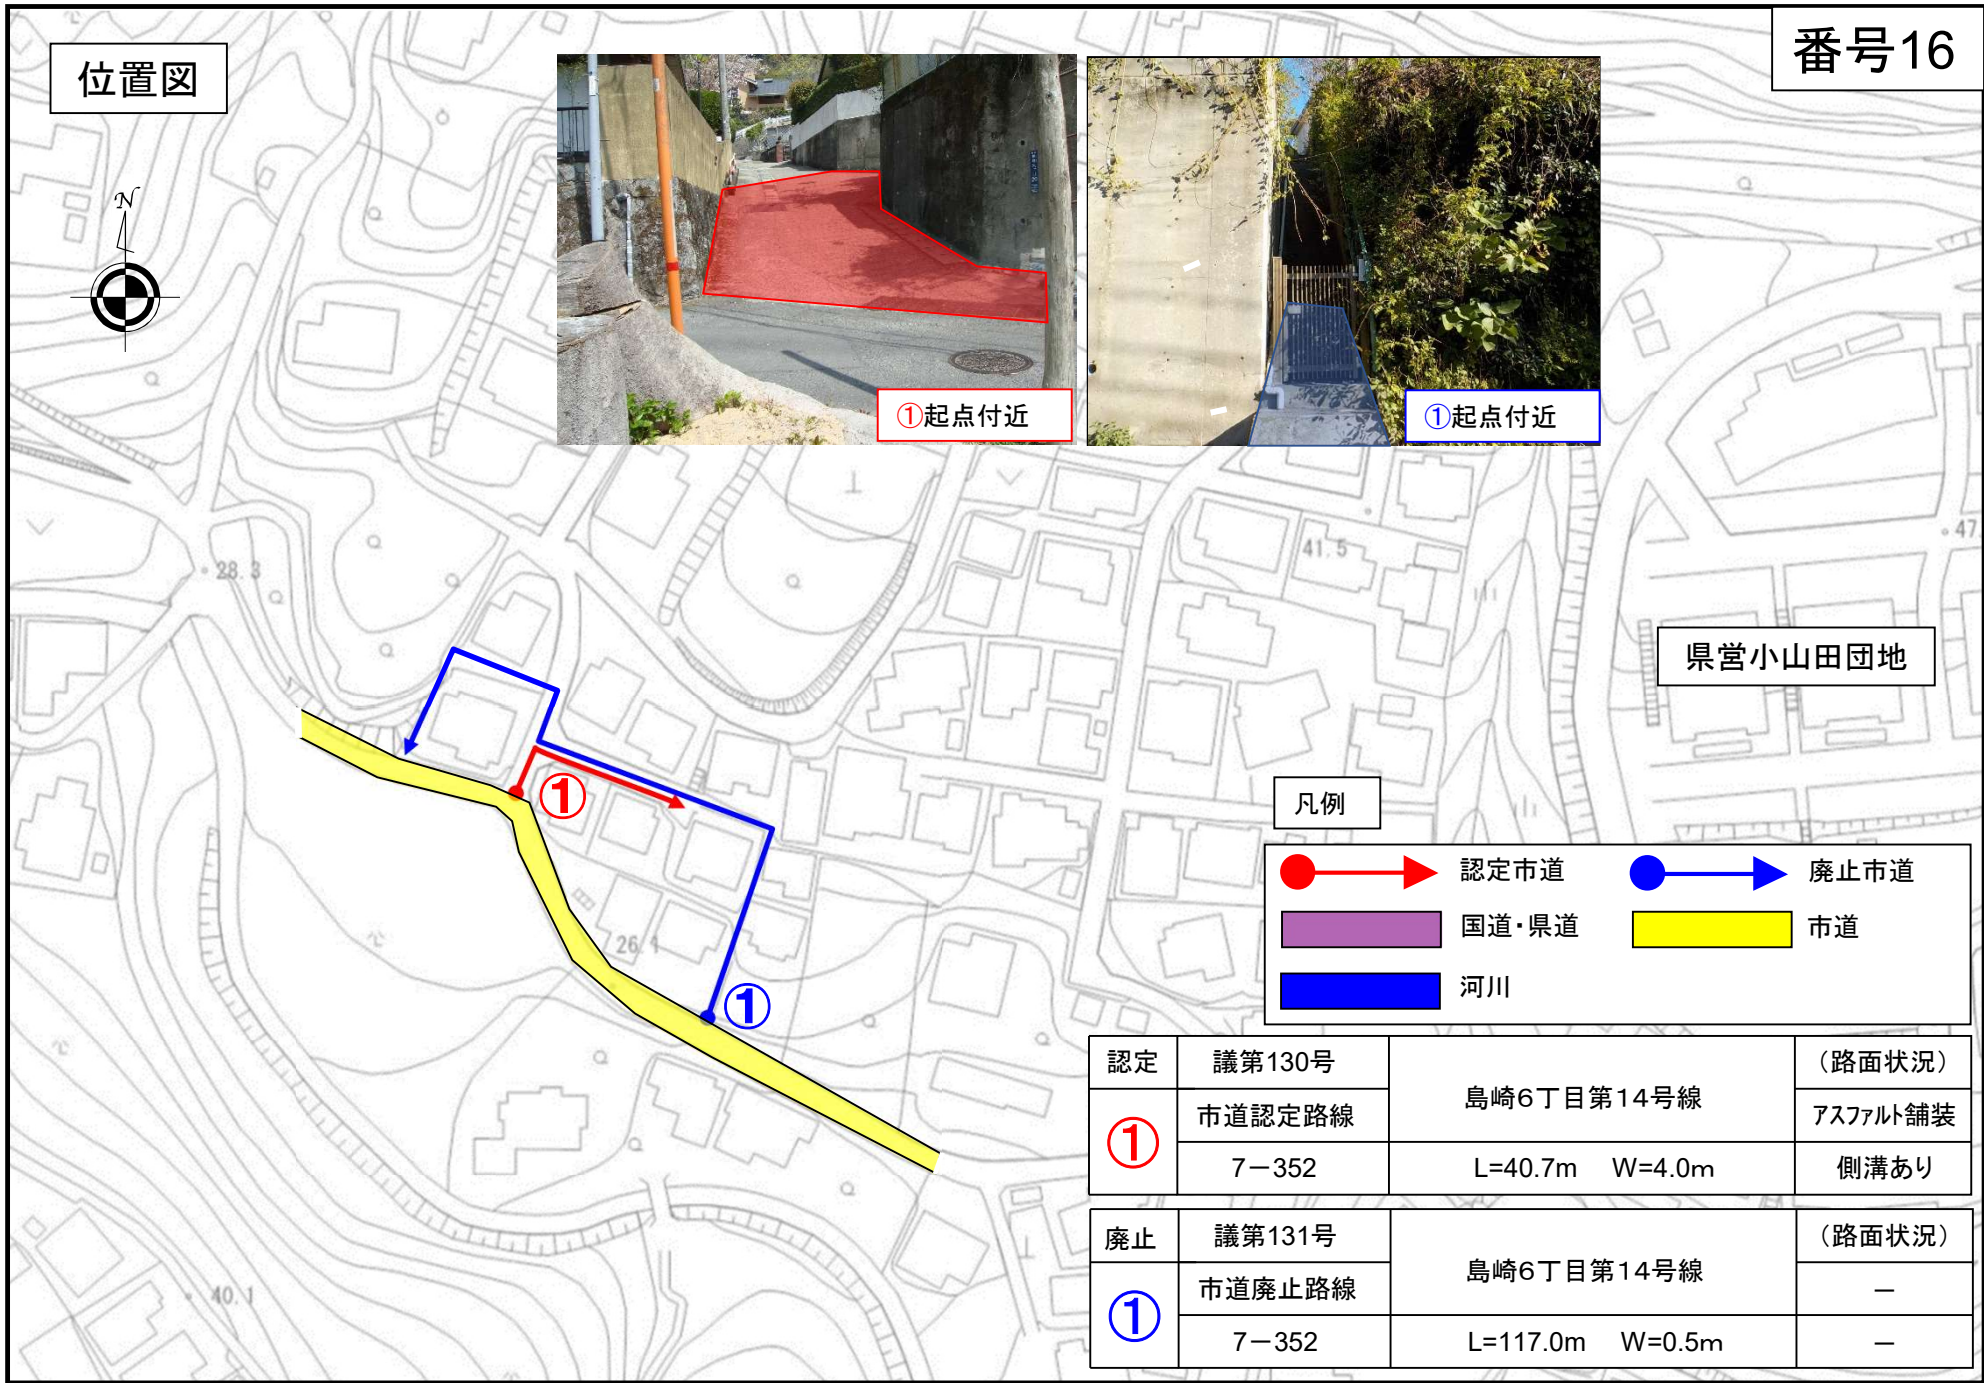 位置図
番号16
N
①起点付近
①起点付近
28.3
41.5
47.
県営小山田団地
①
26.1
①
40.1
凡例
認定市道
廃止市道
国道・県道
市道
河川
認定
議第130号
島崎6丁目第14号線
（路面状況）
①
市道認定路線
アスファルト舗装
7－352
L=40.7m W=4.0m
側溝あり
廃止
議第131号
島崎6丁目第14号線
（路面状況）
①
市道廃止路線
－
7－352
L=117.0m W=0.5m
－